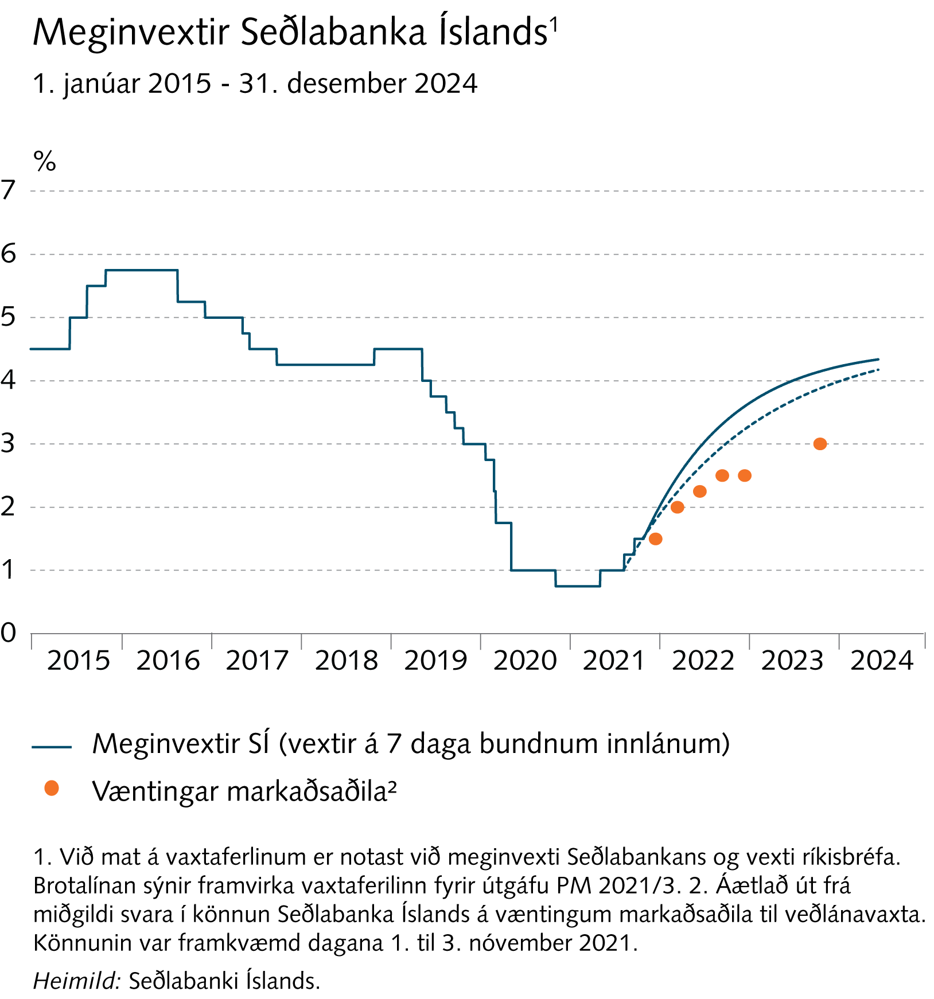 Meginvextir Seðlabanka Íslands¹
1. janúar 2015 - 31. desember 2024
%
7
6
5
4
3
2
1
0
2015 2016 2017 2018 2019 2020 2021 2022 2023 2024
Meginvextir SÍ (vextir á 7 daga bundnum innlánum)
Væntingar markaðsaðila²
1. Við mat á vaxtaferlinum er notast við meginvexti Seðlabankans og vexti ríkisbréfa.
Brotalínan sýnir framvirka vaxtaferilinn fyrir útgáfu PM 2021/3. 2. Áætlað út frá
miðgildi svara í könnun Seðlabanka Íslands á væntingum markaðsaðila til veðlánavaxta.
Könnunin var framkvæmd dagana 1. til 3. nóvember 2021.
Heimild: Seðlabanki Íslands.